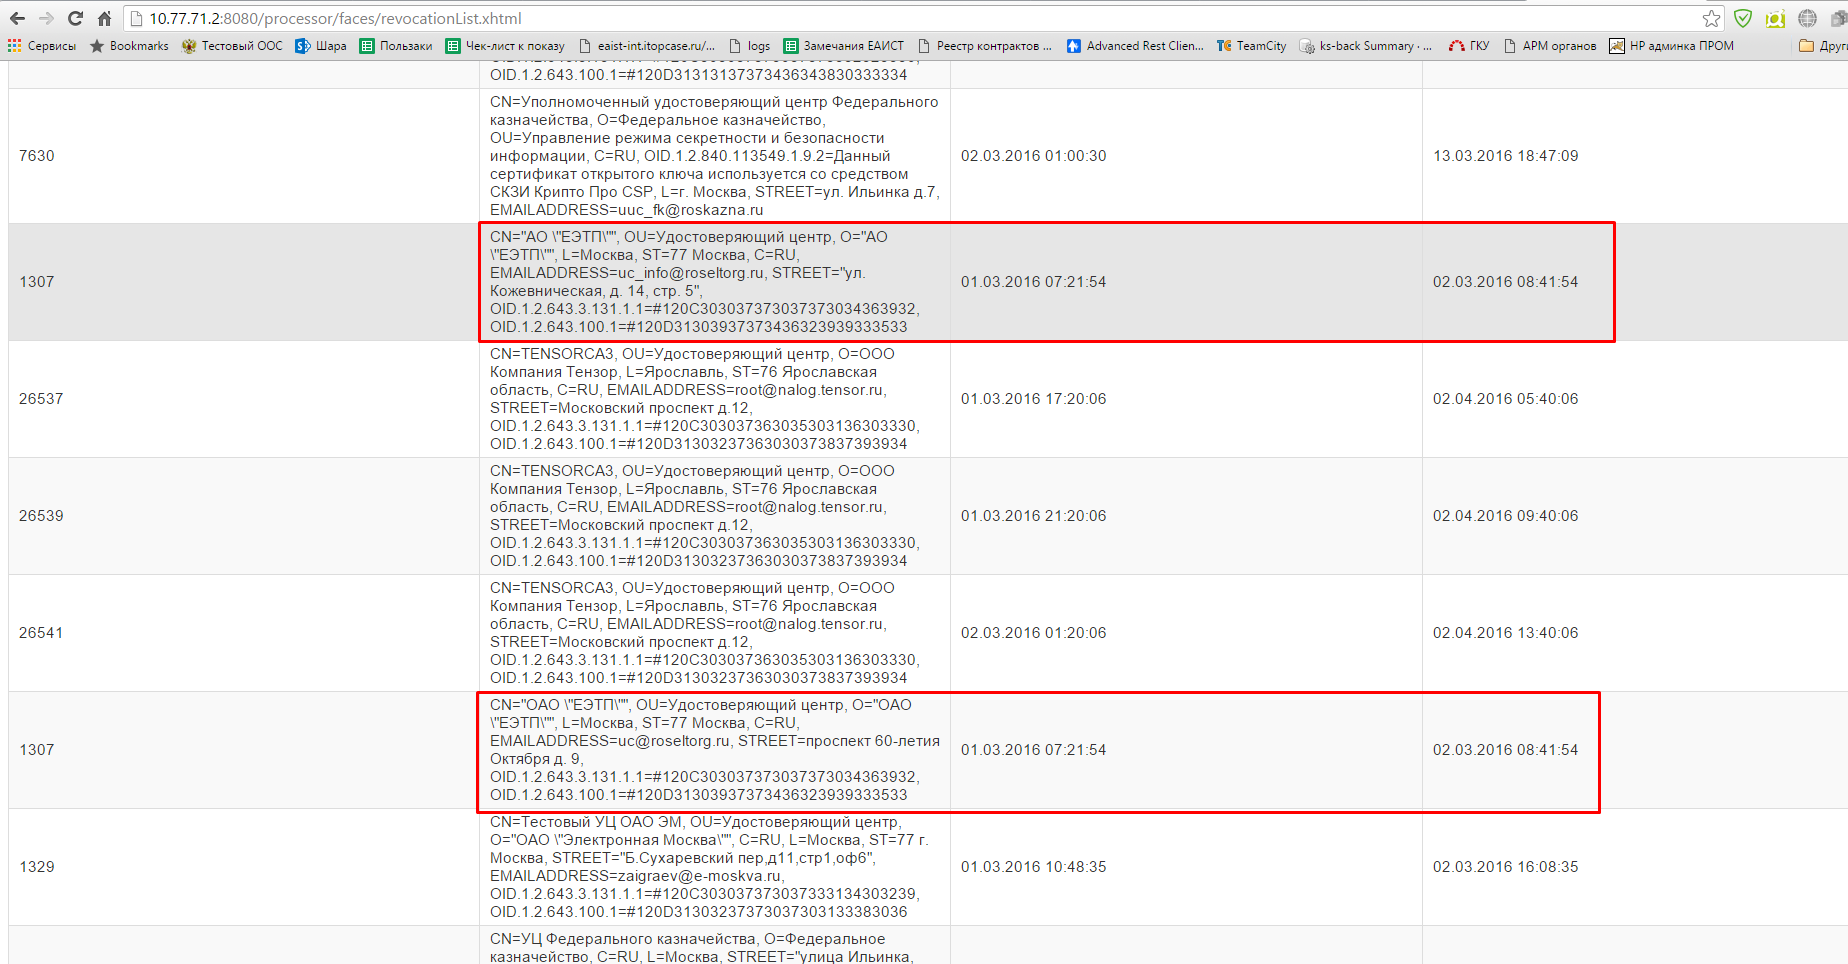 10.77.71.2:8080/processor/faces/revocationList.xhtml
Сервисы Bookmarks Тестовый ООС Шара Пользаки Чек-лист к показу eaist-int.itopcase.ru/... logs Замечания ЕАИСТ Реестр контрактов ... Advanced Rest Clien... TeamCity ks-back Summary · ... ГКУ АРМ органов НР админка ПРОМ
OID.1.2.643.100.1=#120D31313137373436343830333334
7630
CN=Уполномоченный удостоверяющий центр Федерального
казначейства, O=Федеральное казначейство,
OU=Управление режима секретности и безопасности
информации, C=RU, OID.1.2.840.113549.1.9.2=Данный
сертификат открытого ключа используется со средством
СКЗИ Крипто Про CSP, L=г. Москва, STREET=ул. Ильинка д.7,
EMAILADDRESS=uuc_fk@roskazna.ru
02.03.2016 01:00:30
13.03.2016 18:47:09
1307
CN="АО \"ЕЭТП\"", OU=Удостоверяющий центр, O="АО
\"ЕЭТП\"", L=Москва, ST=77 Москва, C=RU,
EMAILADDRESS=uc_info@roseltorg.ru, STREET="ул.
Кожевническая, д. 14, стр. 5",
OID.1.2.643.3.131.1.1=#120C303037373037373034363932,
OID.1.2.643.100.1=#120D31303937373436323939333533
01.03.2016 07:21:54
02.03.2016 08:41:54
26537
CN=TENSORCA3, OU=Удостоверяющий центр, O=ООО
Компания Тензор, L=Ярославль, ST=76 Ярославская
область, C=RU, EMAILADDRESS=root@nalog.tensor.ru,
STREET=Московский проспект д.12,
OID.1.2.643.3.131.1.1=#120C303037363035303136303330,
OID.1.2.643.100.1=#120D31303237363030373837393934
01.03.2016 17:20:06
02.04.2016 05:40:06
26539
CN=TENSORCA3, OU=Удостоверяющий центр, O=ООО
Компания Тензор, L=Ярославль, ST=76 Ярославская
область, C=RU, EMAILADDRESS=root@nalog.tensor.ru,
STREET=Московский проспект д.12,
OID.1.2.643.3.131.1.1=#120C303037363035303136303330,
OID.1.2.643.100.1=#120D31303237363030373837393934
01.03.2016 21:20:06
02.04.2016 09:40:06
26541
CN=TENSORCA3, OU=Удостоверяющий центр, O=ООО
Компания Тензор, L=Ярославль, ST=76 Ярославская
область, C=RU, EMAILADDRESS=root@nalog.tensor.ru,
STREET=Московский проспект д.12,
OID.1.2.643.3.131.1.1=#120C303037363035303136303330,
OID.1.2.643.100.1=#120D31303237363030373837393934
02.03.2016 01:20:06
02.04.2016 13:40:06
1307
CN="ОАО \"ЕЭТП\"", OU=Удостоверяющий центр, O="ОАО
\"ЕЭТП\"", L=Москва, ST=77 Москва, C=RU,
EMAILADDRESS=uc@roseltorg.ru, STREET=проспект 60-летия
Октября д. 9,
OID.1.2.643.3.131.1.1=#120C303037373037373034363932,
OID.1.2.643.100.1=#120D31303937373436323939333533
01.03.2016 07:21:54
02.03.2016 08:41:54
1329
CN=Тестовый УЦ ОАО ЭМ, OU=Удостоверяющий центр,
O="ОАО \"Электронная Москва\"", C=RU, L=Москва, ST=77 г.
Москва, STREET="Б.Сухаревский пер,д11,стр1,оф6",
EMAILADDRESS=zaigraev@e-moskva.ru,
OID.1.2.643.3.131.1.1=#120C303037373037333134303239,
OID.1.2.643.100.1=#120D31303237373037303133383036
01.03.2016 10:48:35
02.03.2016 16:08:35
CN=УЦ Федерального казначейства, O=Федеральное
казначейство, C=RU, L=Москва, STREET="улица Ильинка,